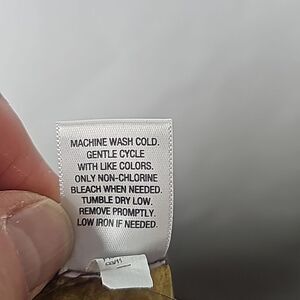 MACHINE WASH COLD.
GENTLE CYCLE
WITH LIKE COLORS.
ONLY NON-CHLORINE
BLEACH WHEN NEEDED.
TUMBLE DRY LOW.
REMOVE PROMPTLY.
LOW IRON IF NEEDED.